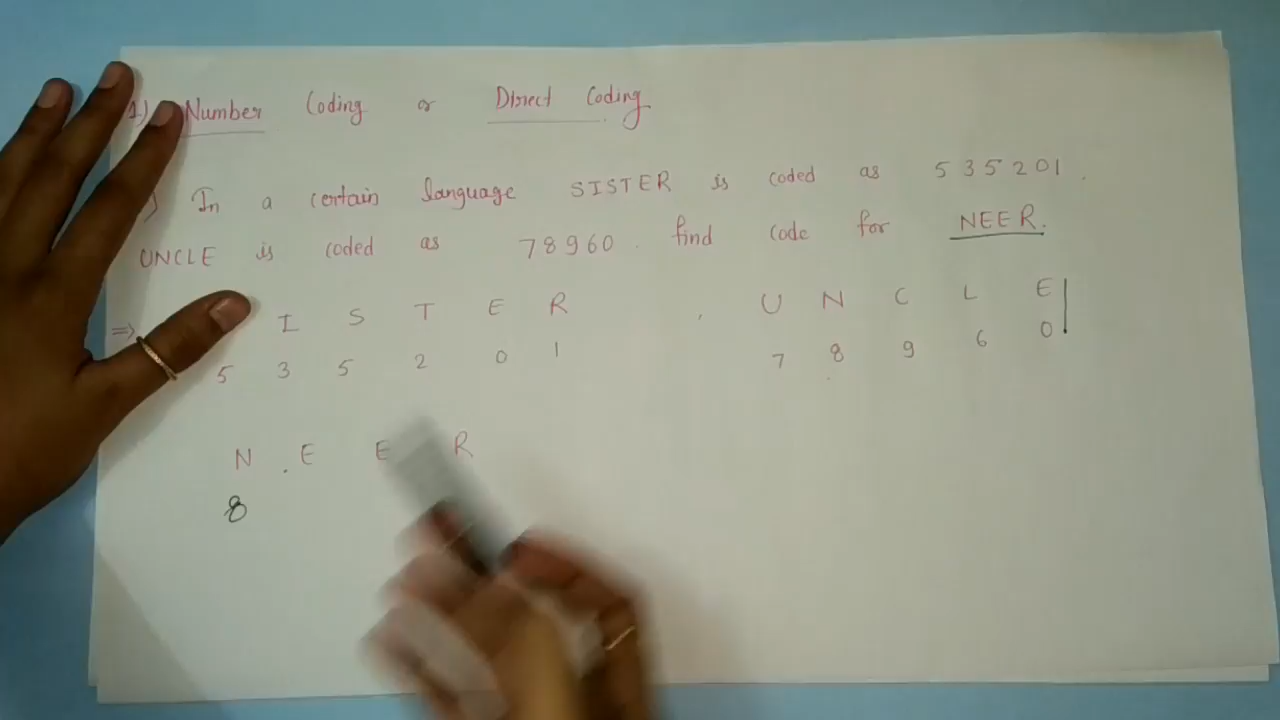 1) Number Coding or Direct Coding
) In a certain language SISTER is coded as 535201.
UNCLE is coded as 78960. find code for NEER.
⇒ I S T E R , U N C L E
5 3 5 2 0 1 7 8 9 6 0
N E E R
8